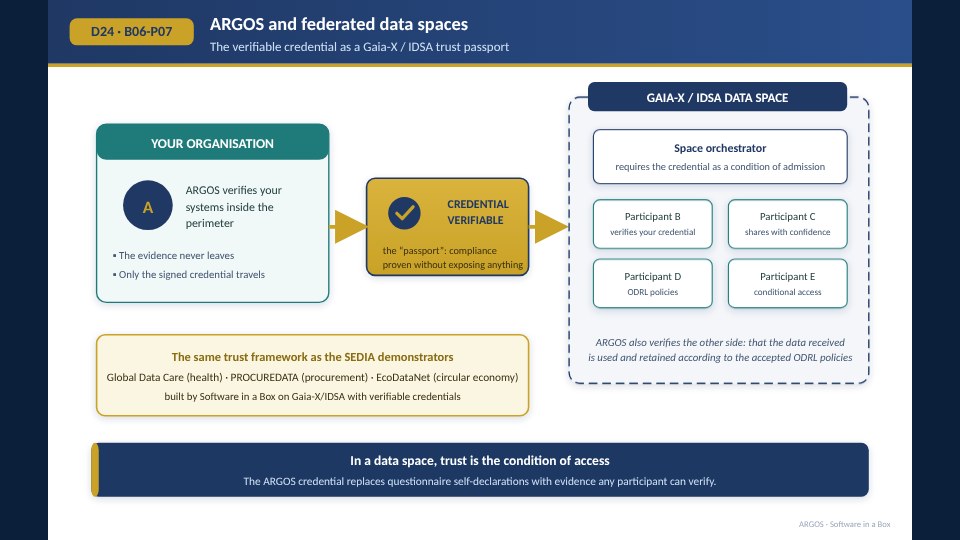 D24 · B06-P07
ARGOS and federated data spaces
The verifiable credential as a Gaia-X / IDSA trust passport
YOUR ORGANISATION
A
ARGOS verifies your
systems inside the
perimeter
▪ The evidence never leaves
▪ Only the signed credential travels
CREDENTIAL
VERIFIABLE
the "passport": compliance
proven without exposing anything
GAIA-X / IDSA DATA SPACE
Space orchestrator
requires the credential as a condition of admission
Participant B
verifies your credential
Participant C
shares with confidence
Participant D
ODRL policies
Participant E
conditional access
ARGOS also verifies the other side: that the data received
is used and retained according to the accepted ODRL policies
The same trust framework as the SEDIA demonstrators
Global Data Care (health) · PROCUREDATA (procurement) · EcoDataNet (circular economy)
built by Software in a Box on Gaia-X/IDSA with verifiable credentials
In a data space, trust is the condition of access
The ARGOS credential replaces questionnaire self-declarations with evidence any participant can verify.
ARGOS · Software in a Box